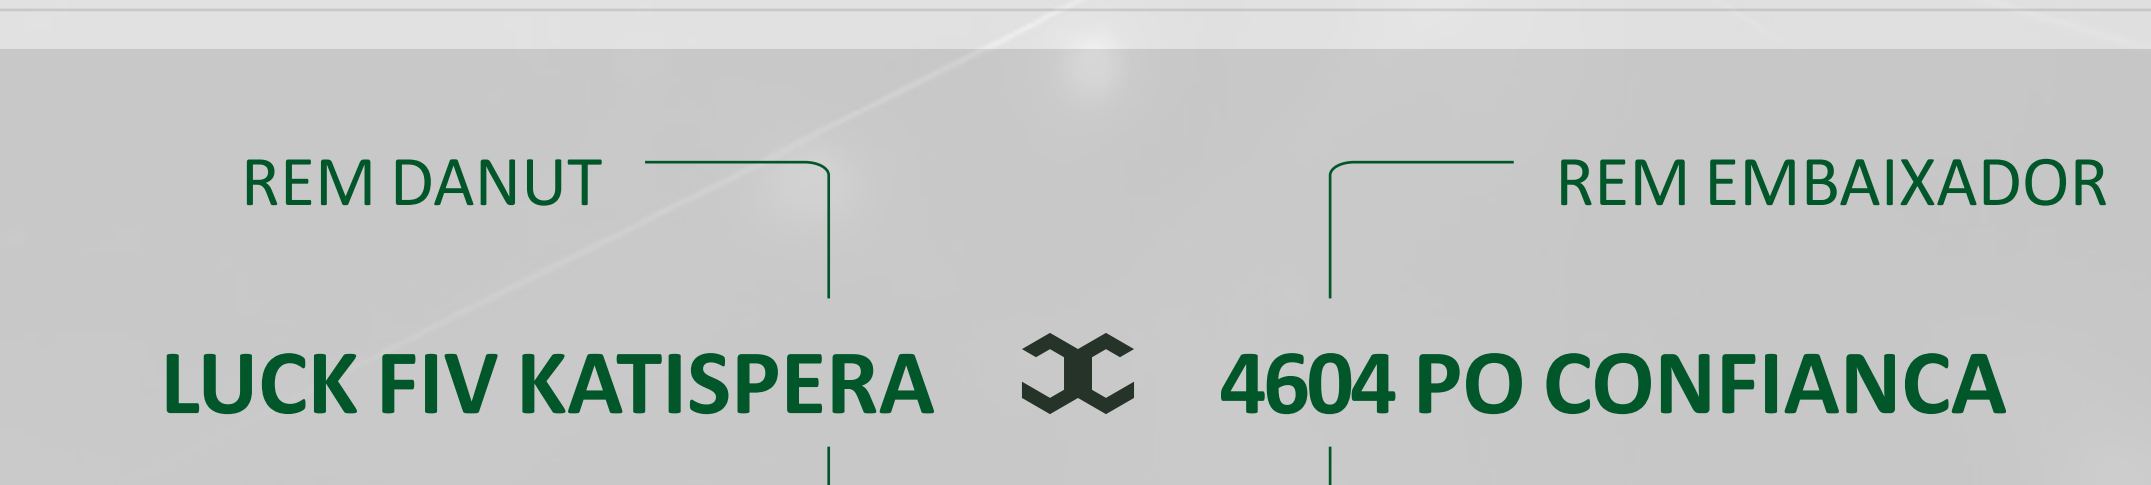 REM DANUT REM EMBAIXADOR
LUCK FIV KATISPERA 4604 PO CONFIANCA